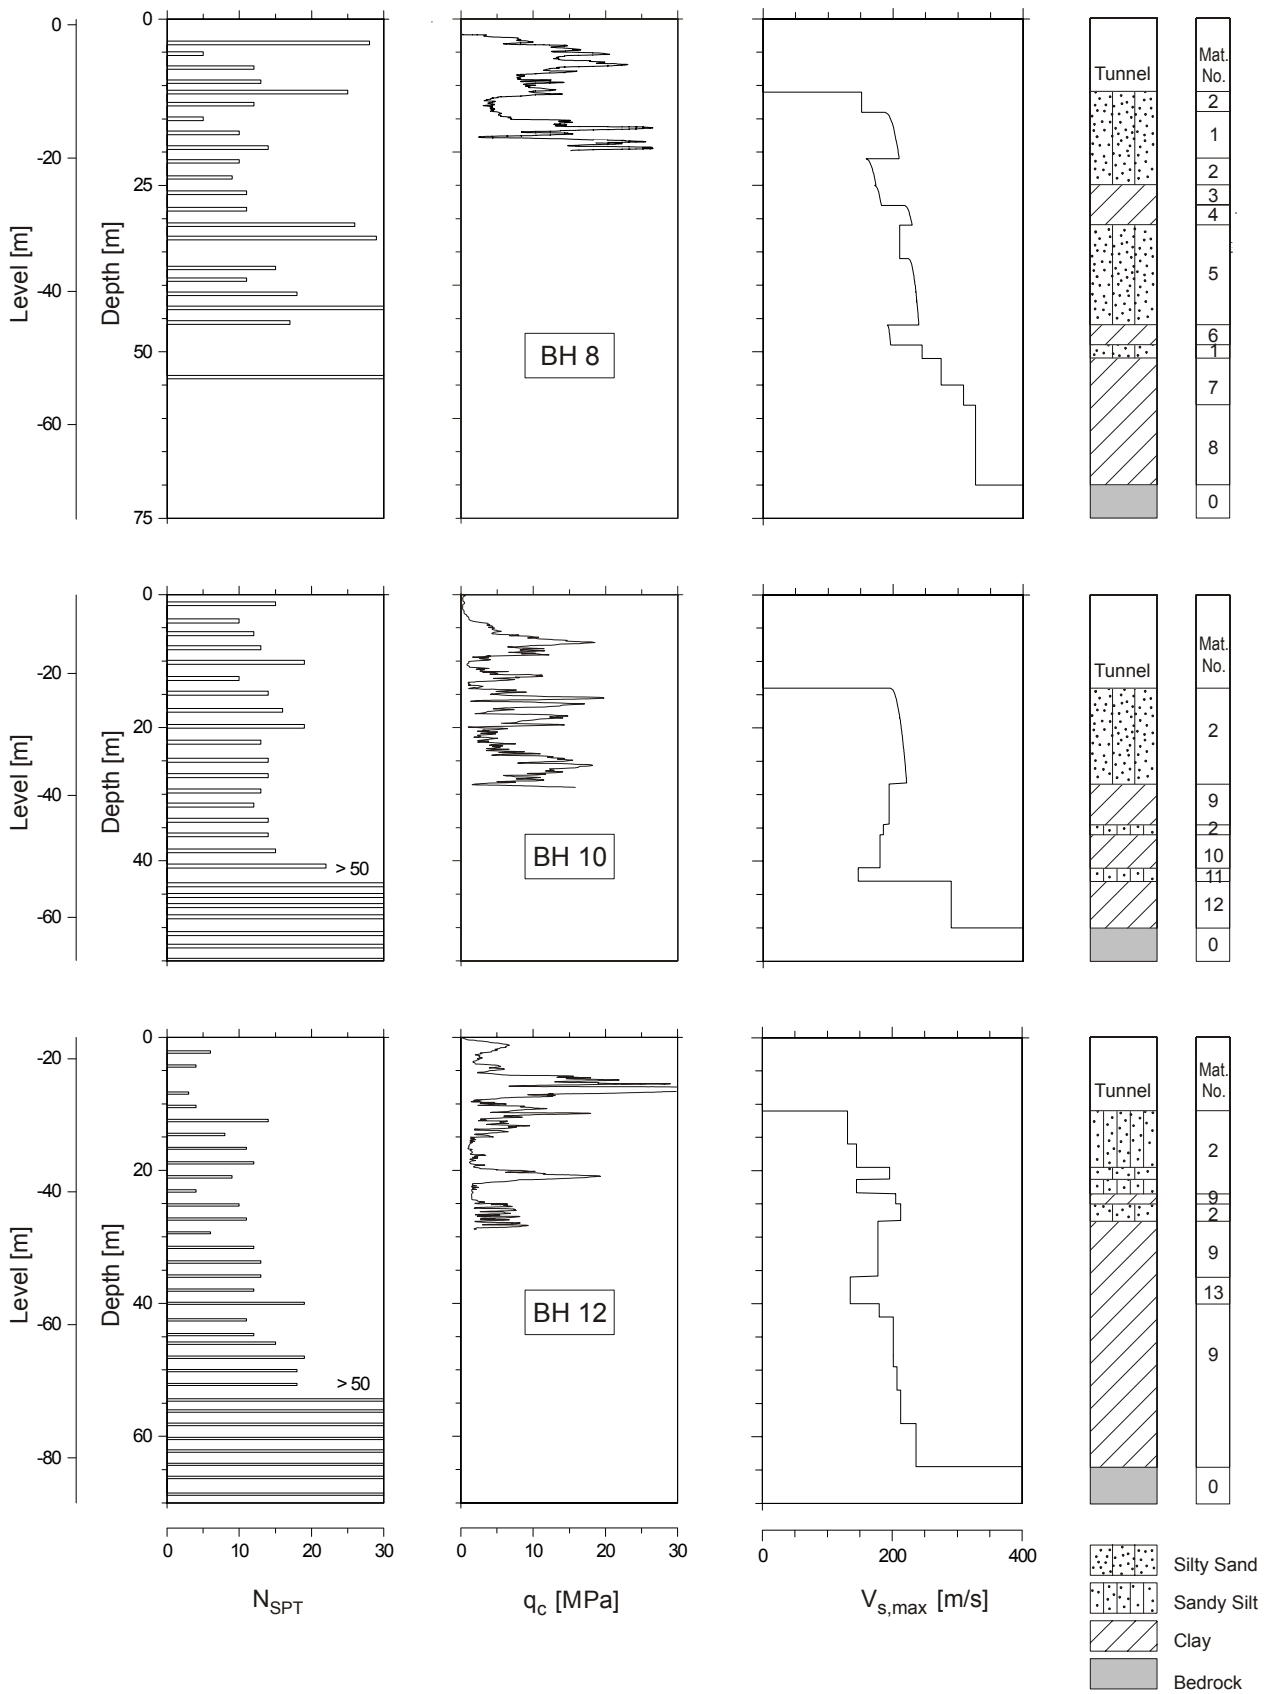 0
-20
-40
-60
Level [m]
0
25
50
75
Depth [m]
BH 8
Tunnel
Mat.
No.
2
1
2
3
4
5
6
1
7
8
0
-20
-40
-60
Level [m]
0
20
40
Depth [m]
> 50
BH 10
Tunnel
Mat.
No.
2
9
2
10
11
12
0
-20
-40
-60
-80
Level [m]
0
20
40
60
Depth [m]
> 50
BH 12
Tunnel
Mat.
No.
2
9
2
9
13
9
0
0 10 20 30
N_SPT
0 10 20 30
q_c [MPa]
0 200 400
V_s,max [m/s]
Silty Sand
Sandy Silt
Clay
Bedrock